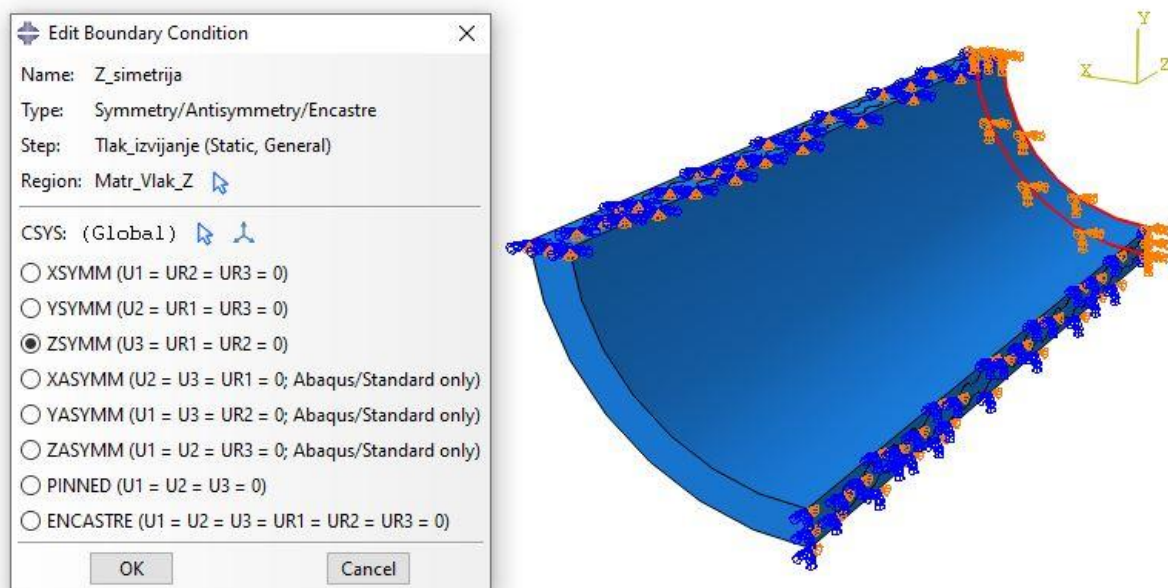 Edit Boundary Condition
Name: Z_simetrija
Type: Symmetry/Antisymmetry/Encastre
Step: Tlak_izvijanje (Static, General)
Region: Matr_Vlak_Z
CSYS: (Global)
XSYMM (U1 = UR2 = UR3 = 0)
YSYMM (U2 = UR1 = UR3 = 0)
ZSYMM (U3 = UR1 = UR2 = 0)
XASYMM (U2 = U3 = UR1 = 0; Abaqus/Standard only)
YASYMM (U1 = U3 = UR2 = 0; Abaqus/Standard only)
ZASYMM (U1 = U2 = UR3 = 0; Abaqus/Standard only)
PINNED (U1 = U2 = U3 = 0)
ENCASTRE (U1 = U2 = U3 = UR1 = UR2 = UR3 = 0)
OK Cancel
Y
X Z